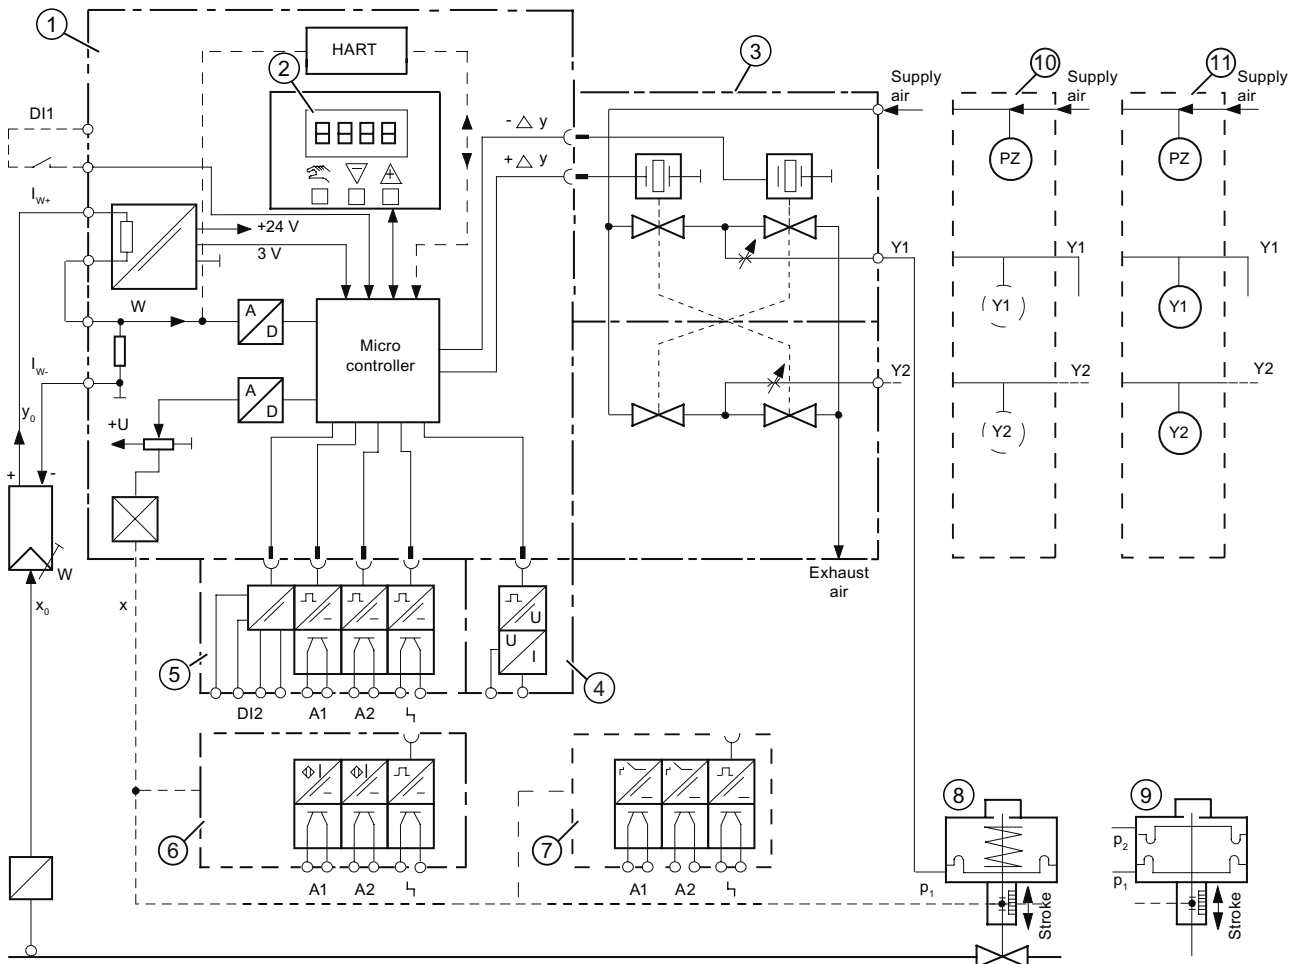 1
HART
2
3
Supply
air
10
Supply
air
11
Supply
air
DI1
8888
- △ y
+ △ y
PZ
PZ
I W+
+24 V
3 V
Y1
Y1
Y1
Y1
Y1
W
A
D
Micro
controller
I W-
Y2
Y2
Y2
Y2
Y2
A
D
y0
+U
+
-
W
x0
x
Exhaust
air
U
U
I
5
4
DI2
A1
A2
6
7
8
9
p2
p1
p1
A1
A2
A1
A2
Stroke
Stroke